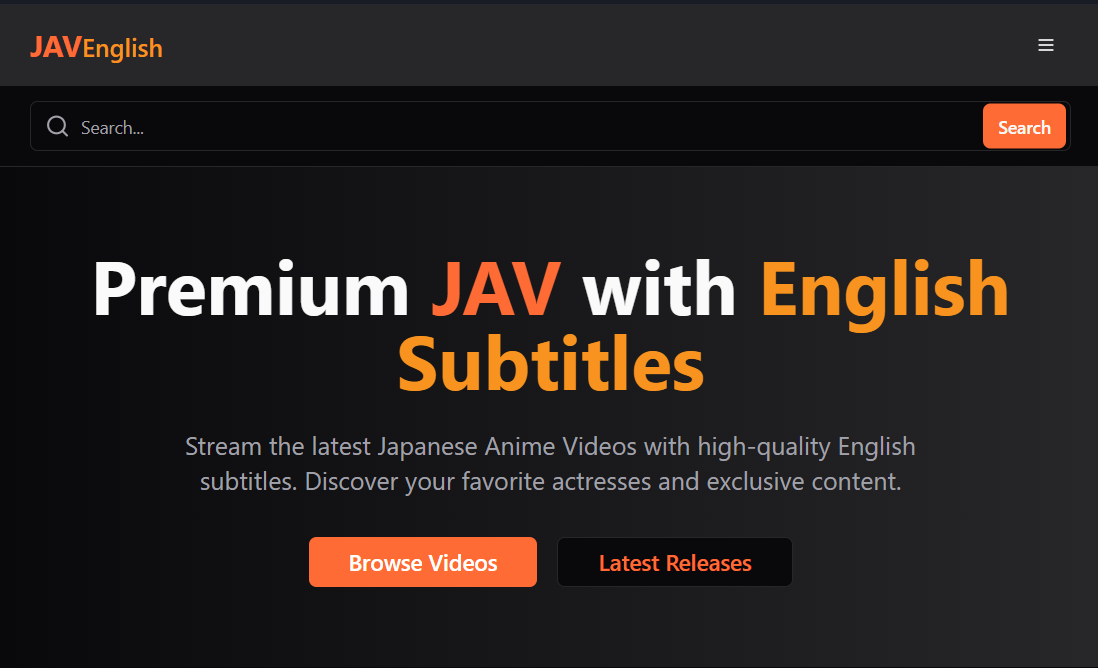 JAVEnglish
Search...
Search
Premium JAV with English
Subtitles
Stream the latest Japanese Anime Videos with high-quality English
subtitles. Discover your favorite actresses and exclusive content.
Browse Videos
Latest Releases